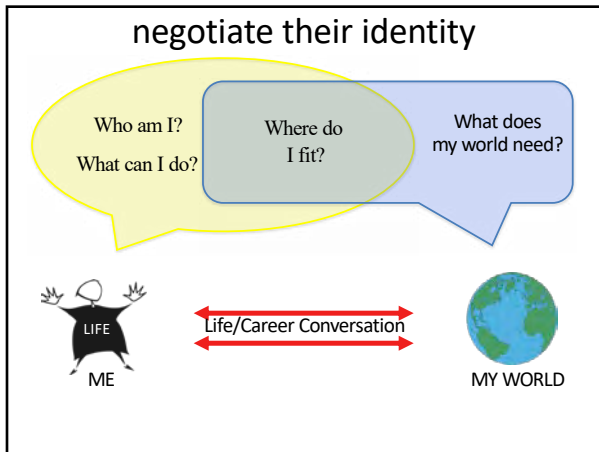 negotiate their identity
Who am I?
What can I do?
Where do
I fit?
What does
my world need?
LIFE
Life/Career Conversation
ME
MY WORLD